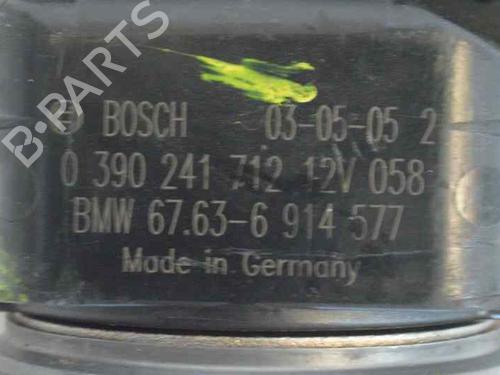 B-PARTS
BOSCH 03-05-05 2
0 390 241 712 12V 058
BMW 67.63-6 914 577
Made in Germany